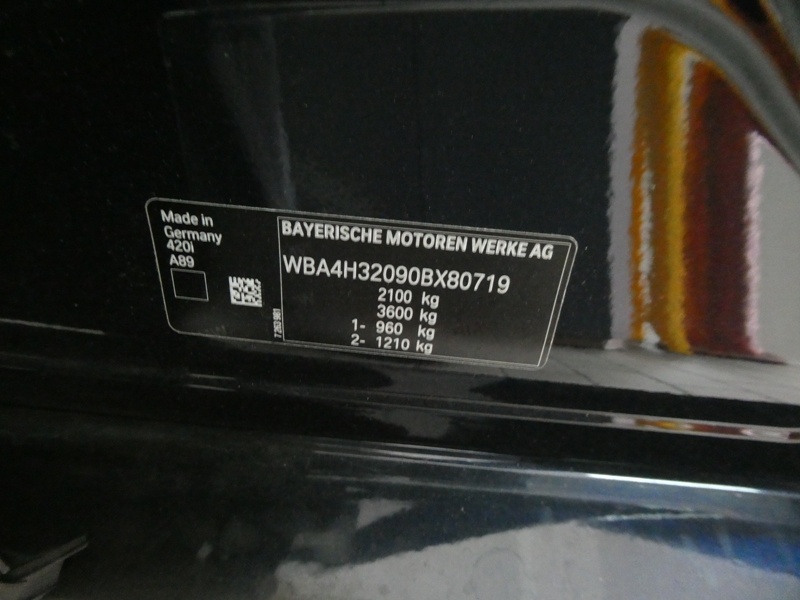 Made in
Germany
420i
A89
BAYERISCHE MOTOREN WERKE AG
WBA4H32090BX80719
2100 kg
3600 kg
1- 960 kg
2- 1210 kg